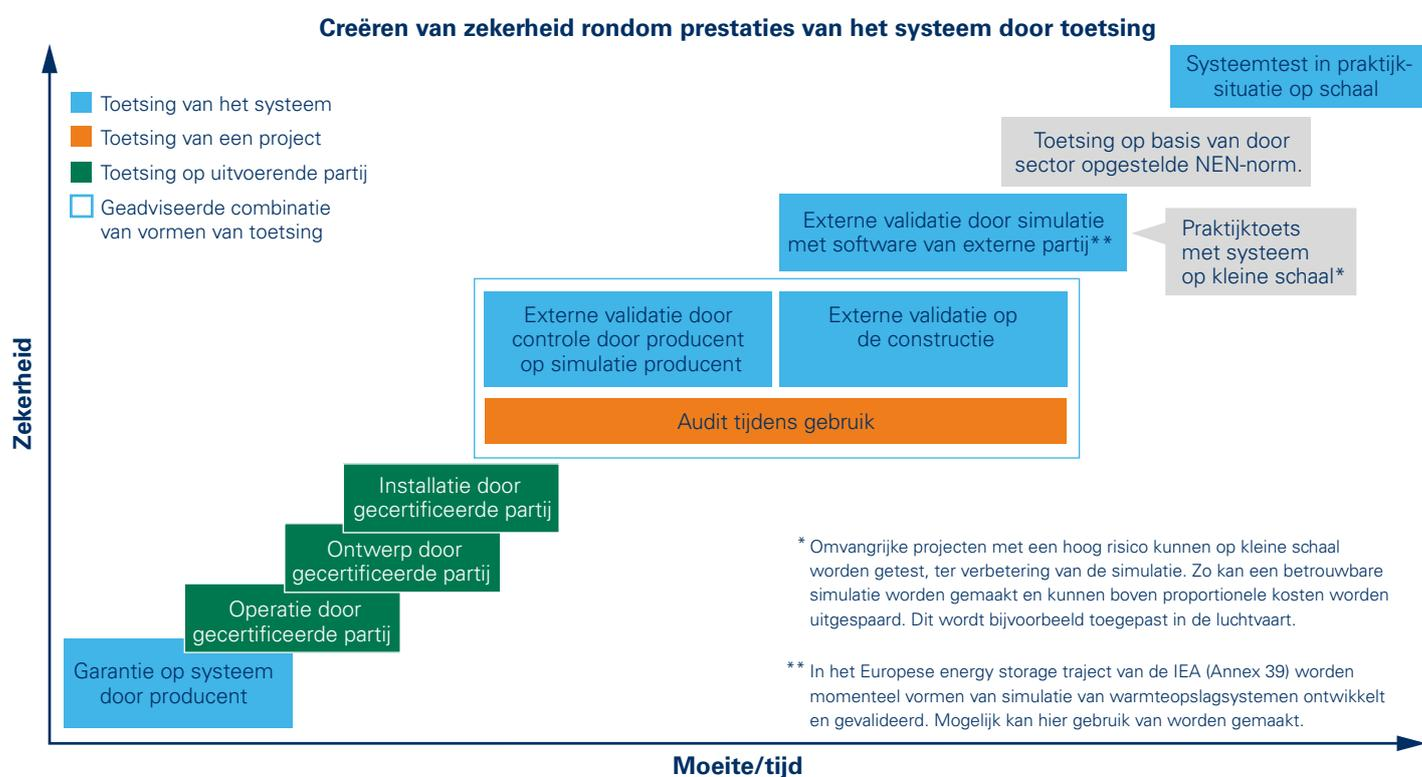 Creëren van zekerheid rondom prestaties van het systeem door toetsing
Toetsing van het systeem
Toetsing van een project
Toetsing op uitvoerende partij
Geadviseerde combinatie
van vormen van toetsing
Systeemtest in praktijk-
situatie op schaal
Toetsing op basis van door
sector opgestelde NEN-norm.
Externe validatie door simulatie
met software van externe partij**
Praktijktoets
met systeem
op kleine schaal*
Externe validatie door
controle door producent
op simulatie producent
Externe validatie op
de constructie
Audit tijdens gebruik
Installatie door
gecertificeerde partij
Ontwerp door
gecertificeerde partij
Operatie door
gecertificeerde partij
Garantie op systeem
door producent
* Omvangrijke projecten met een hoog risico kunnen op kleine schaal
worden getest, ter verbetering van de simulatie. Zo kan een betrouwbare
simulatie worden gemaakt en kunnen boven proportionele kosten worden
uitgespaard. Dit wordt bijvoorbeeld toegepast in de luchtvaart.
** In het Europese energy storage traject van de IEA (Annex 39) worden
momenteel vormen van simulatie van warmteopslagsystemen ontwikkelt
en gevalideerd. Mogelijk kan hier gebruik van worden gemaakt.
Zekerheid
Moeite/tijd